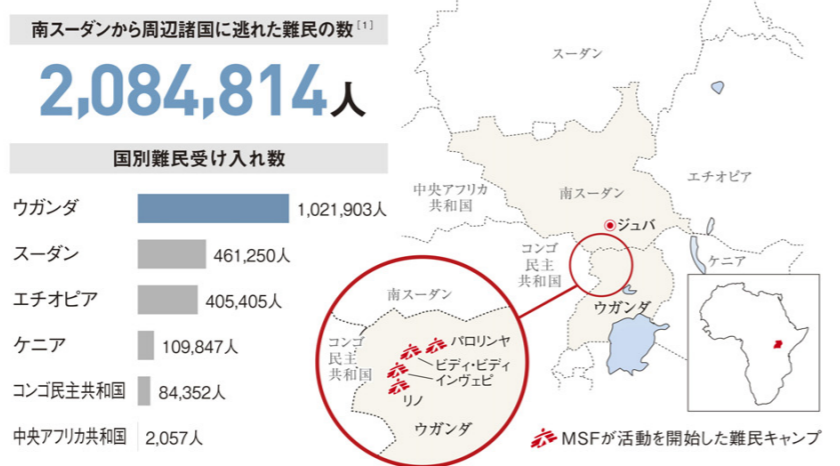 南スーダンから周辺諸国に逃れた難民の数[1]
2,084,814人
国別難民受け入れ数
ウガンダ 1,021,903人
スーダン 461,250人
エチオピア 405,405人
ケニア 109,847人
コンゴ民主共和国 84,352人
中央アフリカ共和国 2,057人
スーダン
エチオピア
中央アフリカ
共和国
南スーダン
ジュバ
コンゴ
民主
共和国
ケニア
ウガンダ
南スーダン
コンゴ
民主
共和国
パロリンヤ
ビディ・ビディ
インヴェピ
リノ
ウガンダ
MSFが活動を開始した難民キャンプ